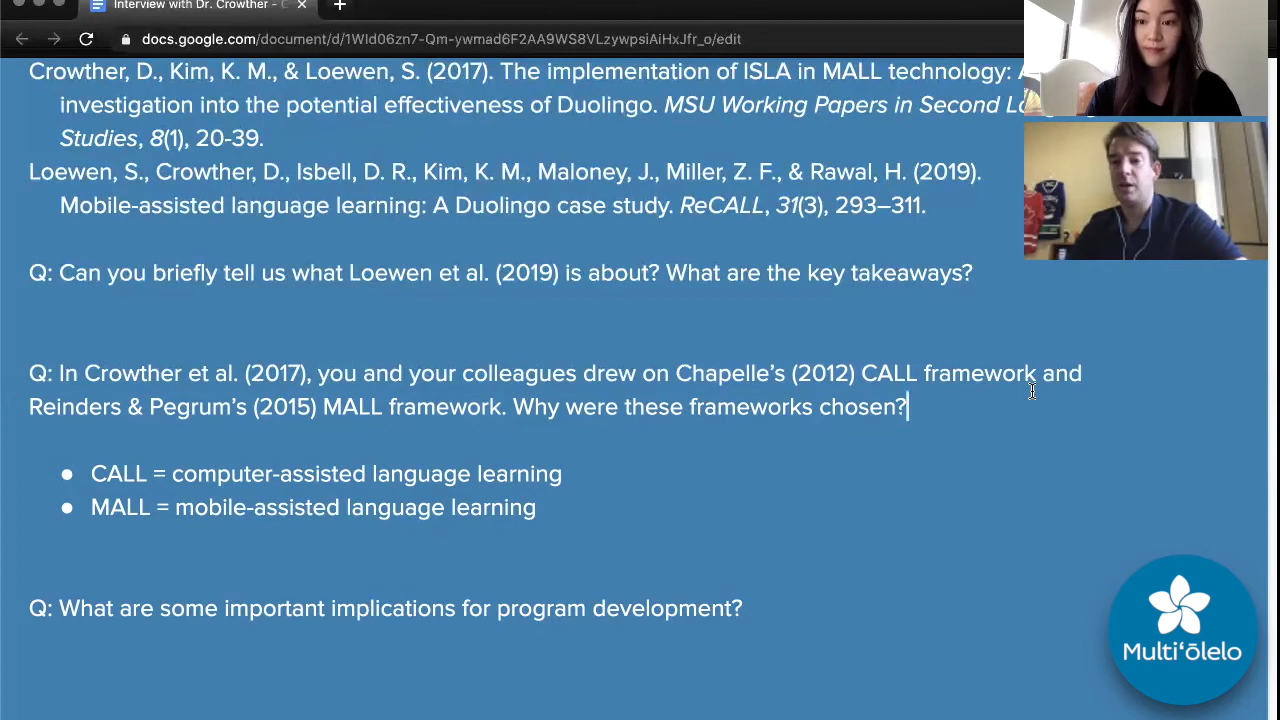 Interview with Dr. Crowther -
docs.google.com/document/d/1WId06zn7-Qm-ywmad6F2AA9WS8VLzywpsiAiHxJfr_o/edit
Crowther, D., Kim, K. M., & Loewen, S. (2017). The implementation of ISLA in MALL technology:
investigation into the potential effectiveness of Duolingo. MSU Working Papers in Second
Studies, 8(1), 20-39.
Loewen, S., Crowther, D., Isbell, D. R., Kim, K. M., Maloney, J., Miller, Z. F., & Rawal, H. (2019).
Mobile-assisted language learning: A Duolingo case study. ReCALL, 31(3), 293–311.
Q: Can you briefly tell us what Loewen et al. (2019) is about? What are the key takeaways?
Q: In Crowther et al. (2017), you and your colleagues drew on Chapelle’s (2012) CALL framework and
Reinders & Pegrum’s (2015) MALL framework. Why were these frameworks chosen?
● CALL = computer-assisted language learning
● MALL = mobile-assisted language learning
Q: What are some important implications for program development?
Multiʻōlelo